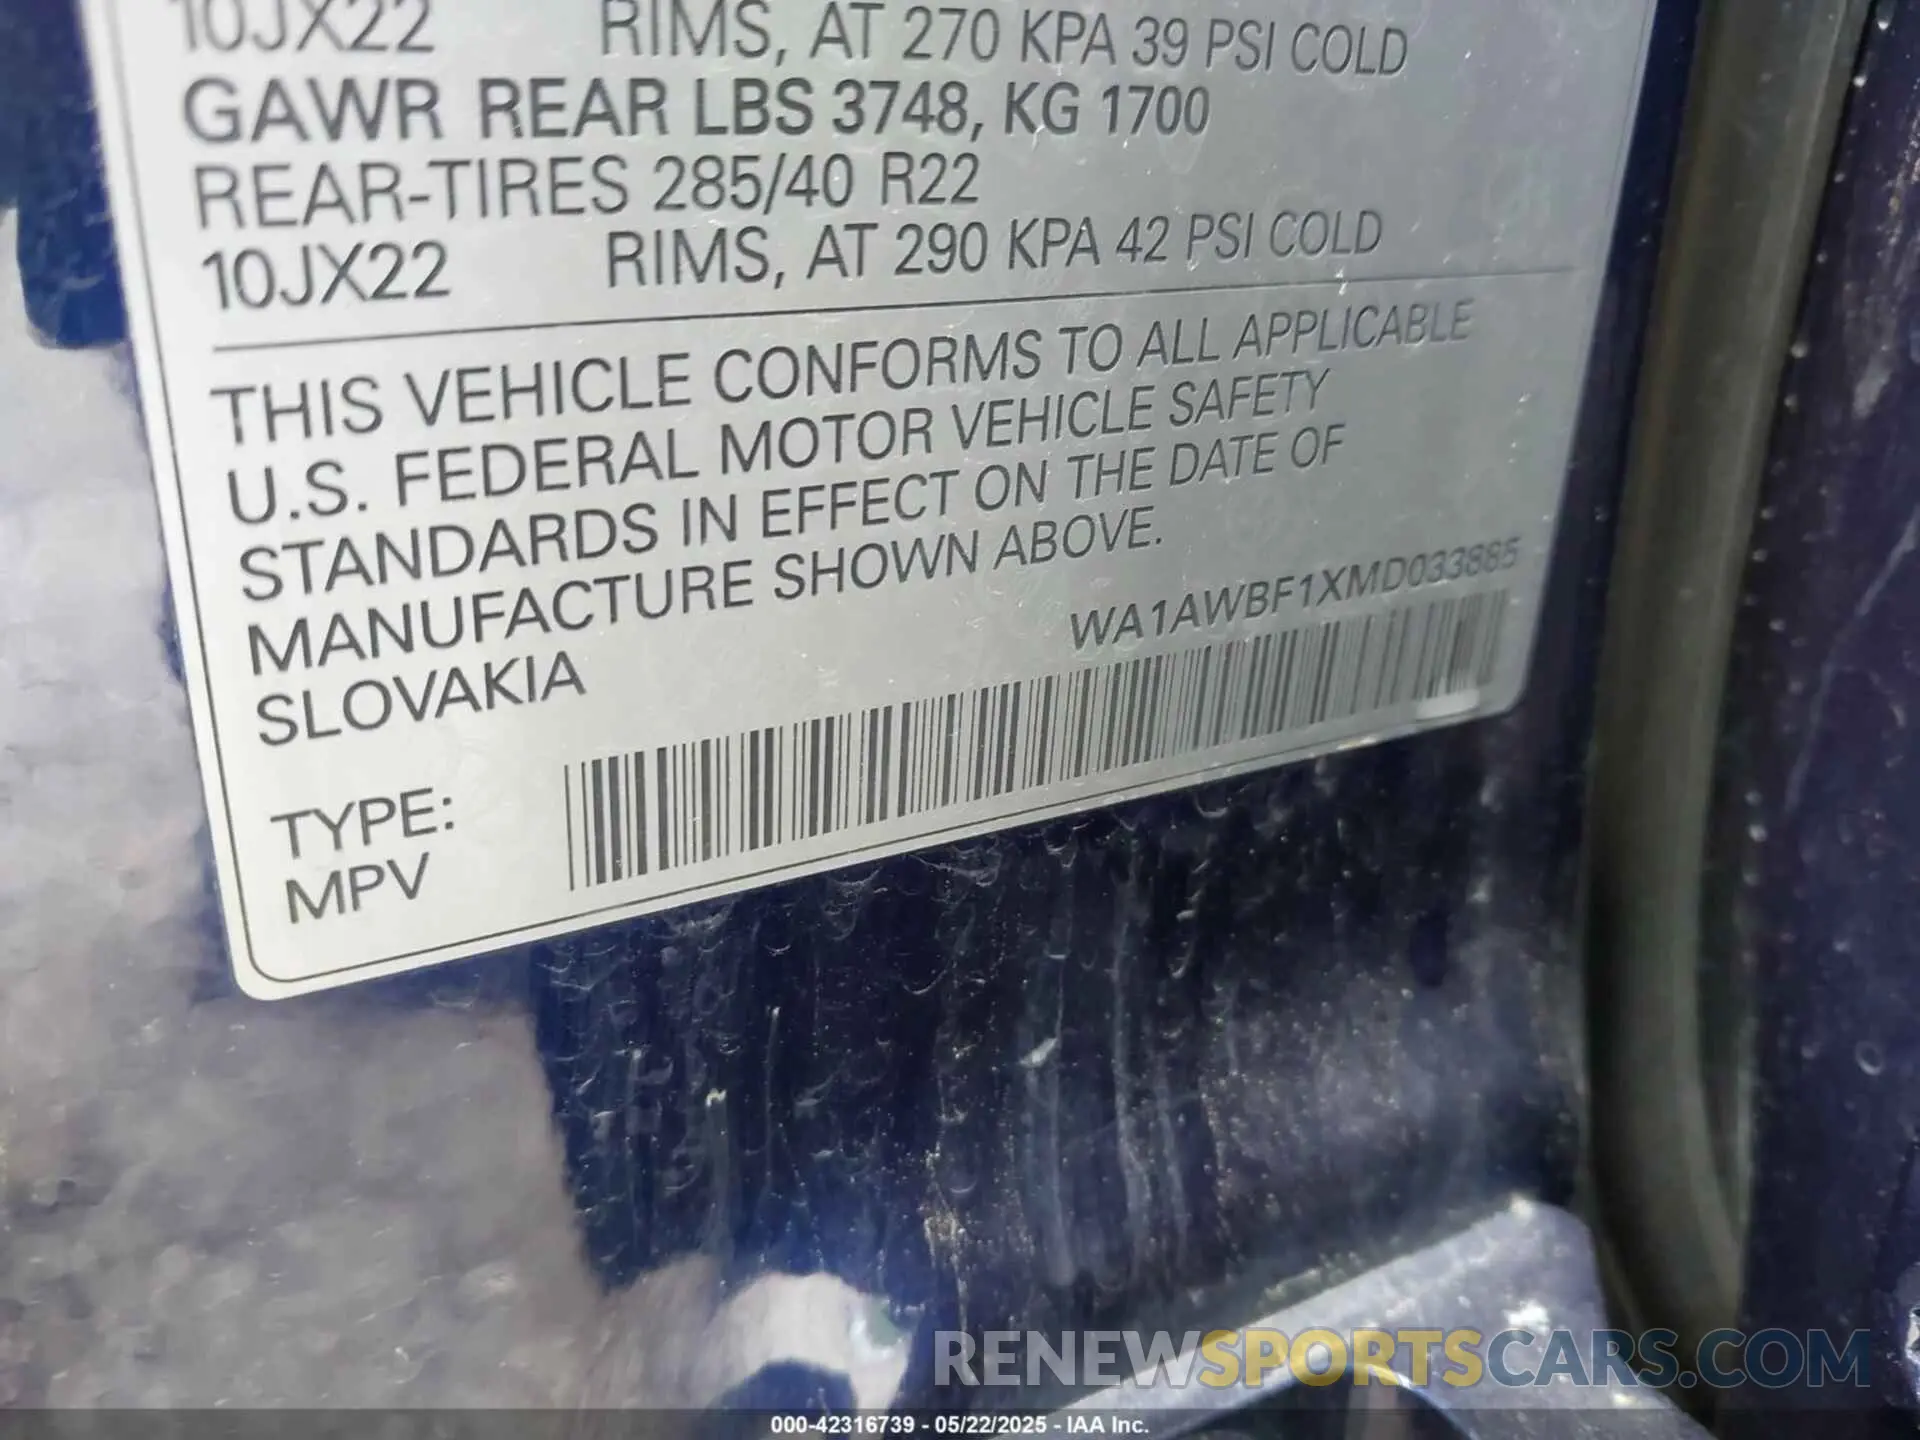 10JX22 RIMS, AT 270 KPA 39 PSI COLD
GAWR REAR LBS 3748, KG 1700
REAR-TIRES 285/40 R22
10JX22 RIMS, AT 290 KPA 42 PSI COLD
THIS VEHICLE CONFORMS TO ALL APPLICABLE
U.S. FEDERAL MOTOR VEHICLE SAFETY
STANDARDS IN EFFECT ON THE DATE OF
MANUFACTURE SHOWN ABOVE.
SLOVAKIA
WA1AWBF1XMD033885
TYPE:
MPV
RENEWSPORTSCARS.COM
000-42316739 - 05/22/2025 - IAA Inc.